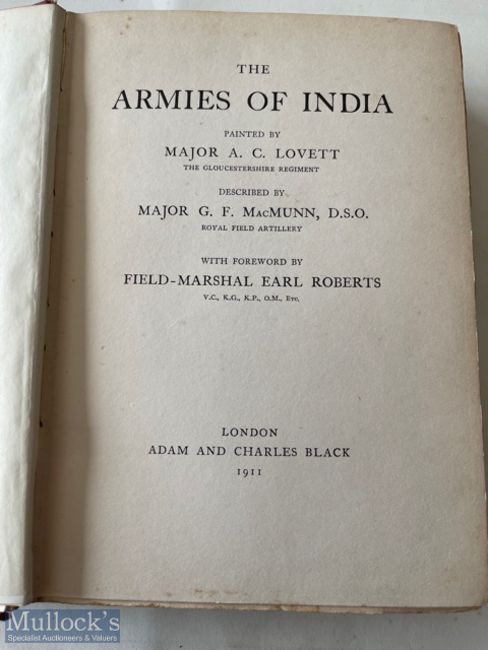 THE
ARMIES OF INDIA
PAINTED BY
MAJOR A. C. LOVETT
THE GLOUCESTERSHIRE REGIMENT
DESCRIBED BY
MAJOR G. F. MacMUNN, D.S.O.
ROYAL FIELD ARTILLERY
WITH FOREWORD BY
FIELD-MARSHAL EARL ROBERTS
V.C., K.G., K.P., O.M., Etc.
LONDON
ADAM AND CHARLES BLACK
1911
Mullock's
Specialist Auctioneers & Valuers